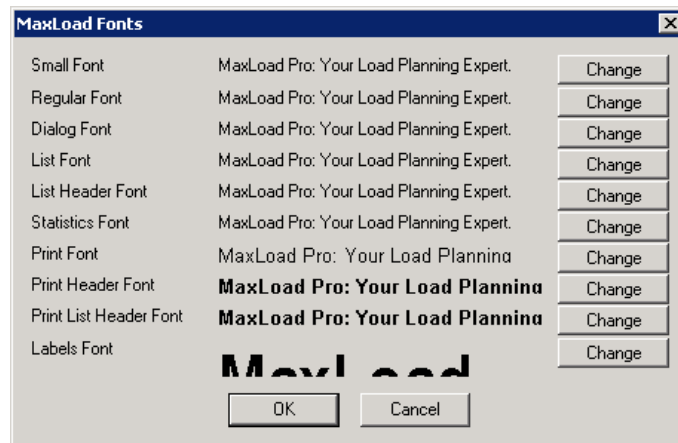 MaxLoad Fonts
Small Font MaxLoad Pro: Your Load Planning Expert. Change
Regular Font MaxLoad Pro: Your Load Planning Expert. Change
Dialog Font MaxLoad Pro: Your Load Planning Expert. Change
List Font MaxLoad Pro: Your Load Planning Expert. Change
List Header Font MaxLoad Pro: Your Load Planning Expert. Change
Statistics Font MaxLoad Pro: Your Load Planning Expert. Change
Print Font MaxLoad Pro: Your Load Planning Change
Print Header Font MaxLoad Pro: Your Load Planning Change
Print List Header Font MaxLoad Pro: Your Load Planning Change
Labels Font MaxLoad Change
OK Cancel